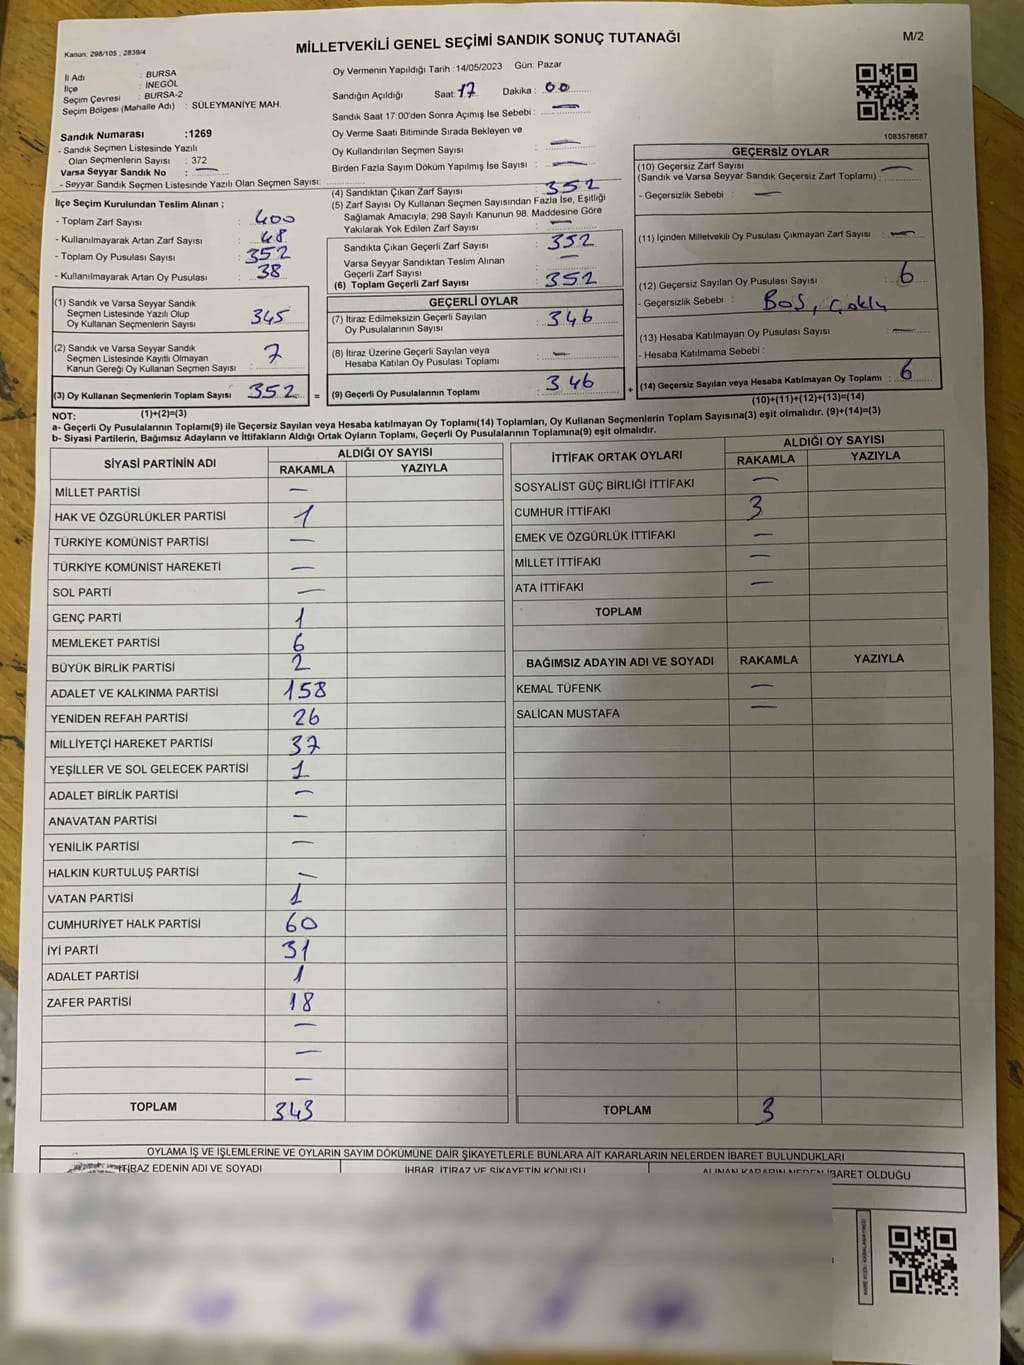 MİLLETVEKİLİ GENEL SEÇİMİ SANDIK SONUÇ TUTANAĞI
M/2
Kanun: 298/105 , 2839/4
İl Adı : BURSA
İlçe : İNEGÖL
Seçim Çevresi : BURSA-2
Seçim Bölgesi (Mahalle Adı) : SÜLEYMANİYE MAH.
Sandık Numarası :1269
- Sandık Seçmen Listesinde Yazılı
Olan Seçmenlerin Sayısı : 372
Varsa Seyyar Sandık No : —
- Seyyar Sandık Seçmen Listesinde Yazılı Olan Seçmen Sayısı:
İlçe Seçim Kurulundan Teslim Alınan ;
- Toplam Zarf Sayısı : 400
- Kullanılmayarak Artan Zarf Sayısı : 48
- Toplam Oy Pusulası Sayısı : 352
- Kullanılmayarak Artan Oy Pusulası : 38
(1) Sandık ve Varsa Seyyar Sandık
Seçmen Listesinde Yazılı Olup
Oy Kullanan Seçmenlerin Sayısı 345
(2) Sandık ve Varsa Seyyar Sandık
Seçmen Listesinde Kayıtlı Olmayan
Kanun Gereği Oy Kullanan Seçmen Sayısı 7
(3) Oy Kullanan Seçmenlerin Toplam Sayısı 352 =
Oy Vermenin Yapıldığı Tarih : 14/05/2023 Gün: Pazar
Sandığın Açıldığı Saat: 17 Dakika : 00
Sandık Saat 17:00'den Sonra Açımış İse Sebebi : —
Oy Verme Saati Bitiminde Sırada Bekleyen ve
Oy Kullandırılan Seçmen Sayısı : —
Birden Fazla Sayım Döküm Yapılmış İse Sayısı : —
(4) Sandıktan Çıkan Zarf Sayısı : 352
(5) Zarf Sayısı Oy Kullanan Seçmen Sayısından Fazla İse, Eşitliği
Sağlamak Amacıyla; 298 Sayılı Kanunun 98. Maddesine Göre
Yakılarak Yok Edilen Zarf Sayısı : —
Sandıkta Çıkan Geçerli Zarf Sayısı : 352
Varsa Seyyar Sandıktan Teslim Alınan
Geçerli Zarf Sayısı : —
(6) Toplam Geçerli Zarf Sayısı : 352
GEÇERLİ OYLAR
(7) İtiraz Edilmeksizin Geçerli Sayılan
Oy Pusulalarının Sayısı : 346
(8) İtiraz Üzerine Geçerli Sayılan veya
Hesaba Katılan Oy Pusulası Toplamı : —
(9) Geçerli Oy Pusulalarının Toplamı : 346 +
1083578687
GEÇERSİZ OYLAR
(10) Geçersiz Zarf Sayısı
(Sandık ve Varsa Seyyar Sandık Geçersiz Zarf Toplamı) : —
- Geçersizlik Sebebi : —
(11) İçinden Milletvekili Oy Pusulası Çıkmayan Zarf Sayısı : —
(12) Geçersiz Sayılan Oy Pusulası Sayısı : 6
- Geçersizlik Sebebi : Boş, çoklu
(13) Hesaba Katılmayan Oy Pusulası Sayısı : —
- Hesaba Katılmama Sebebi :
(14) Geçersiz Sayılan veya Hesaba Katılmayan Oy Toplamı : 6
(10)+(11)+(12)+(13)=(14)
NOT: (1)+(2)=(3)
a- Geçerli Oy Pusulalarının Toplamı(9) ile Geçersiz Sayılan veya Hesaba katılmayan Oy Toplamı(14) Toplamları, Oy Kullanan Seçmenlerin Toplam Sayısına(3) eşit olmalıdır. (9)+(14)=(3)
b- Siyasi Partilerin, Bağımsız Adayların ve İttifakların Aldığı Ortak Oyların Toplamı, Geçerli Oy Pusulalarının Toplamına(9) eşit olmalıdır.
SİYASİ PARTİNİN ADI ALDIĞI OY SAYISI
RAKAMLA YAZIYLA
MİLLET PARTİSİ —
HAK VE ÖZGÜRLÜKLER PARTİSİ 1
TÜRKİYE KOMÜNİST PARTİSİ —
TÜRKİYE KOMÜNİST HAREKETİ —
SOL PARTİ —
GENÇ PARTİ 1
MEMLEKET PARTİSİ 6
BÜYÜK BİRLİK PARTİSİ 2
ADALET VE KALKINMA PARTİSİ 158
YENİDEN REFAH PARTİSİ 26
MİLLİYETÇİ HAREKET PARTİSİ 37
YEŞİLLER VE SOL GELECEK PARTİSİ 1
ADALET BİRLİK PARTİSİ —
ANAVATAN PARTİSİ —
YENİLİK PARTİSİ —
HALKIN KURTULUŞ PARTİSİ —
VATAN PARTİSİ 1
CUMHURİYET HALK PARTİSİ 60
İYİ PARTİ 31
ADALET PARTİSİ 1
ZAFER PARTİSİ 18
—
—
—
TOPLAM 343
İTTİFAK ORTAK OYLARI ALDIĞI OY SAYISI
RAKAMLA YAZIYLA
SOSYALİST GÜÇ BİRLİĞİ İTTİFAKI —
CUMHUR İTTİFAKI 3
EMEK VE ÖZGÜRLÜK İTTİFAKI —
MİLLET İTTİFAKI —
ATA İTTİFAKI —
TOPLAM
BAĞIMSIZ ADAYIN ADI VE SOYADI RAKAMLA YAZIYLA
KEMAL TÜFENK —
SALİCAN MUSTAFA —
TOPLAM 3
OYLAMA İŞ VE İŞLEMLERİNE VE OYLARIN SAYIM DÖKÜMÜNE DAİR ŞİKAYETLERLE BUNLARA AİT KARARLARIN NELERDEN İBARET BULUNDUKLARI
İTİRAZ EDENİN ADI VE SOYADI İHBAR, İTİRAZ VE ŞİKAYETİN KONUSU ALINAN KARARIN NEDEN İBARET OLDUĞU